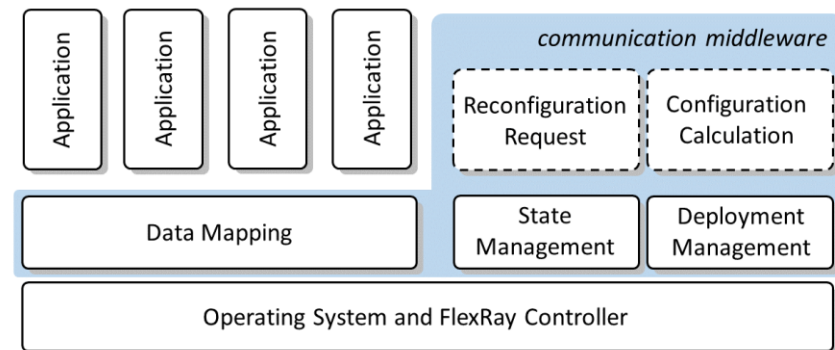 Application
Application
Application
Application
communication middleware
Reconfiguration
Request
Configuration
Calculation
Data Mapping
State
Management
Deployment
Management
Operating System and FlexRay Controller